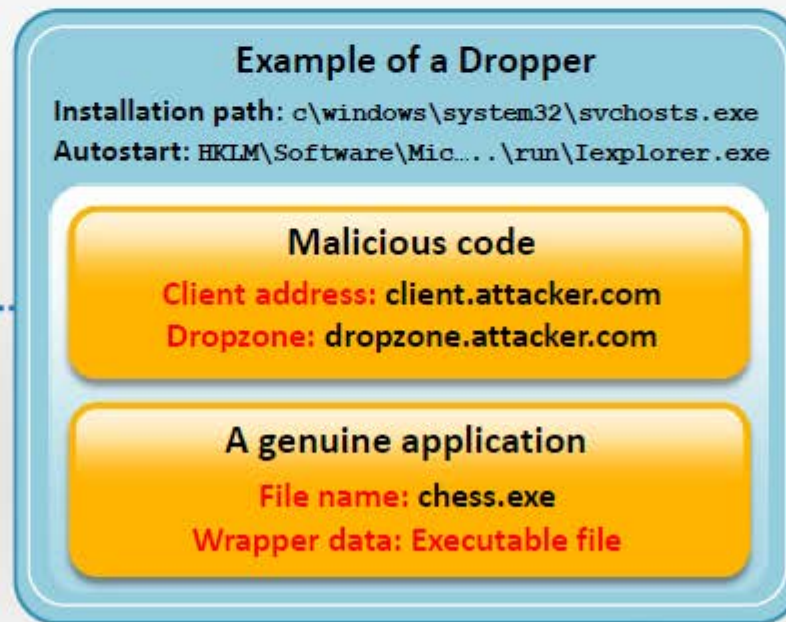 Example of a Dropper
Installation path: c\windows\system32\svchosts.exe
Autostart: HKLM\Software\Mic…..\run\Iexplorer.exe
Malicious code
Client address: client.attacker.com
Dropzone: dropzone.attacker.com
A genuine application
File name: chess.exe
Wrapper data: Executable file